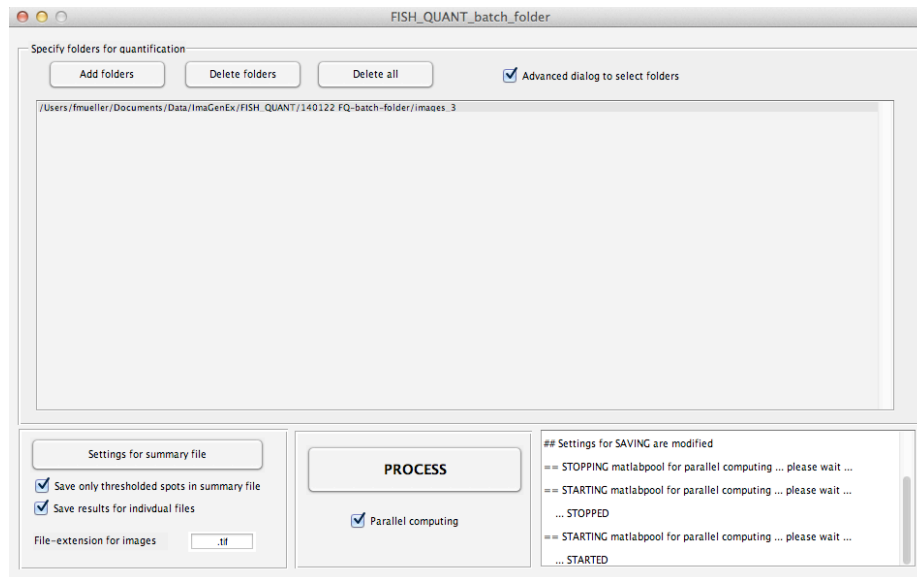 FISH_QUANT_batch_folder
Specify folders for quantification
Add folders
Delete folders
Delete all
Advanced dialog to select folders
/Users/fmueller/Documents/Data/ImaGenEx/FISH_QUANT/140122 FQ-batch-folder/images_3
Settings for summary file
Save only thresholded spots in summary file
Save results for indivdual files
File-extension for images
.tif
PROCESS
Parallel computing
## Settings for SAVING are modified
== STOPPING matlabpool for parallel computing ... please wait ...
== STARTING matlabpool for parallel computing ... please wait ...
... STOPPED
== STARTING matlabpool for parallel computing ... please wait ...
... STARTED